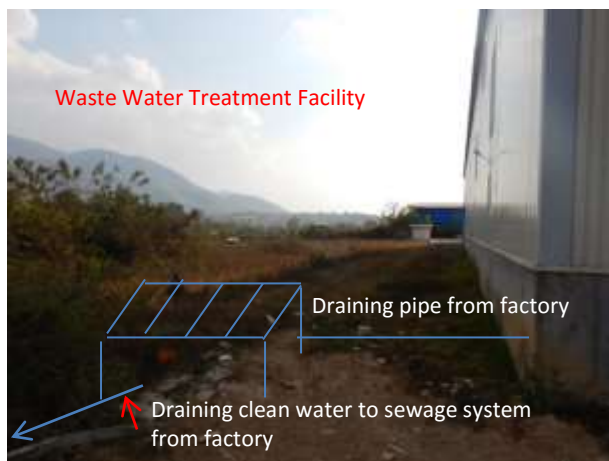 Waste Water Treatment Facility
Draining pipe from factory
Draining clean water to sewage system
from factory